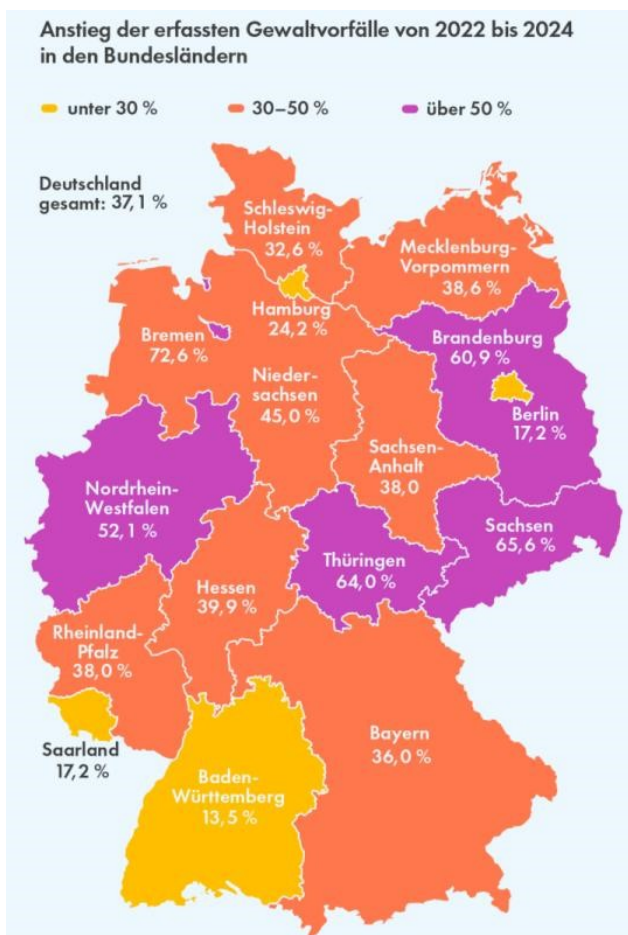 Anstieg der erfassten Gewaltvorfälle von 2022 bis 2024
in den Bundesländern
unter 30 %
30–50 %
über 50 %
Deutschland
gesamt: 37,1 %
Schleswig-
Holstein
32,6 %
Mecklenburg-
Vorpommern
38,6 %
Hamburg
24,2 %
Bremen
72,6 %
Brandenburg
60,9 %
Nieder-
sachsen
45,0 %
Berlin
17,2 %
Sachsen-
Anhalt
38,0
Nordrhein-
Westfalen
52,1 %
Sachsen
65,6 %
Thüringen
64,0 %
Hessen
39,9 %
Rheinland-
Pfalz
38,0 %
Saarland
17,2 %
Bayern
36,0 %
Baden-
Württemberg
13,5 %